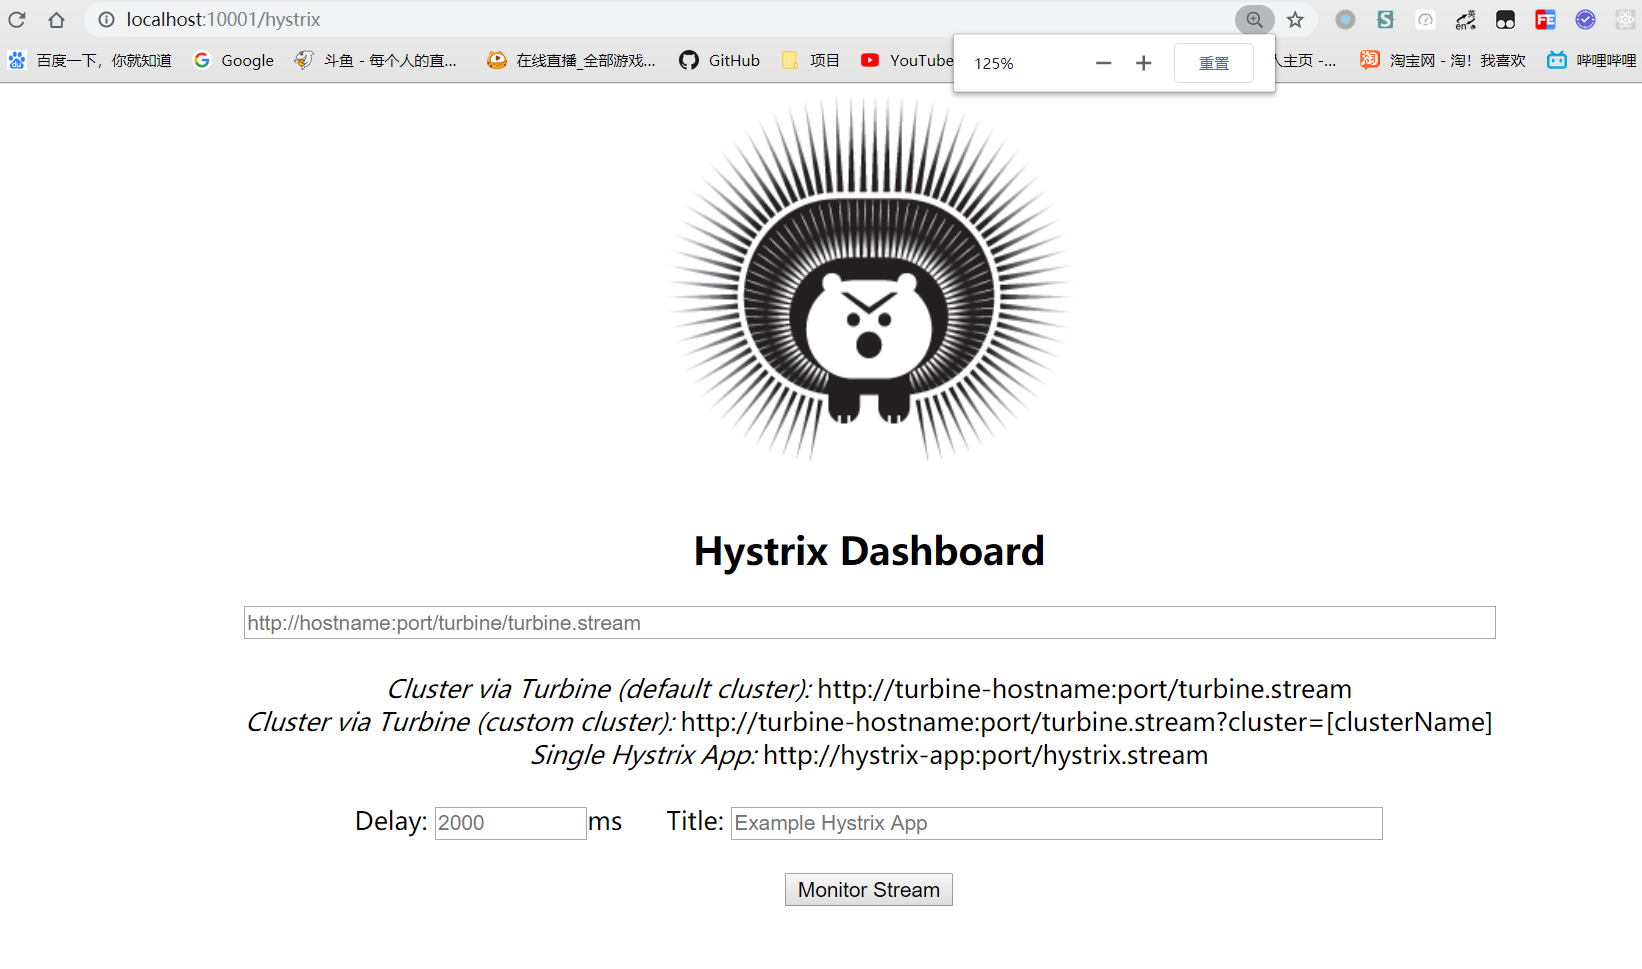 localhost:10001/hystrix
百度一下，你就知道 Google 斗鱼 - 每个人的直... 在线直播_全部游戏... GitHub 项目 YouTube 人主页 -... 淘宝网 - 淘！我喜欢 哔哩哔哩
125% 重置
Hystrix Dashboard
http://hostname:port/turbine/turbine.stream
Cluster via Turbine (default cluster): http://turbine-hostname:port/turbine.stream
Cluster via Turbine (custom cluster): http://turbine-hostname:port/turbine.stream?cluster=[clusterName]
Single Hystrix App: http://hystrix-app:port/hystrix.stream
Delay: 2000 ms Title: Example Hystrix App
Monitor Stream